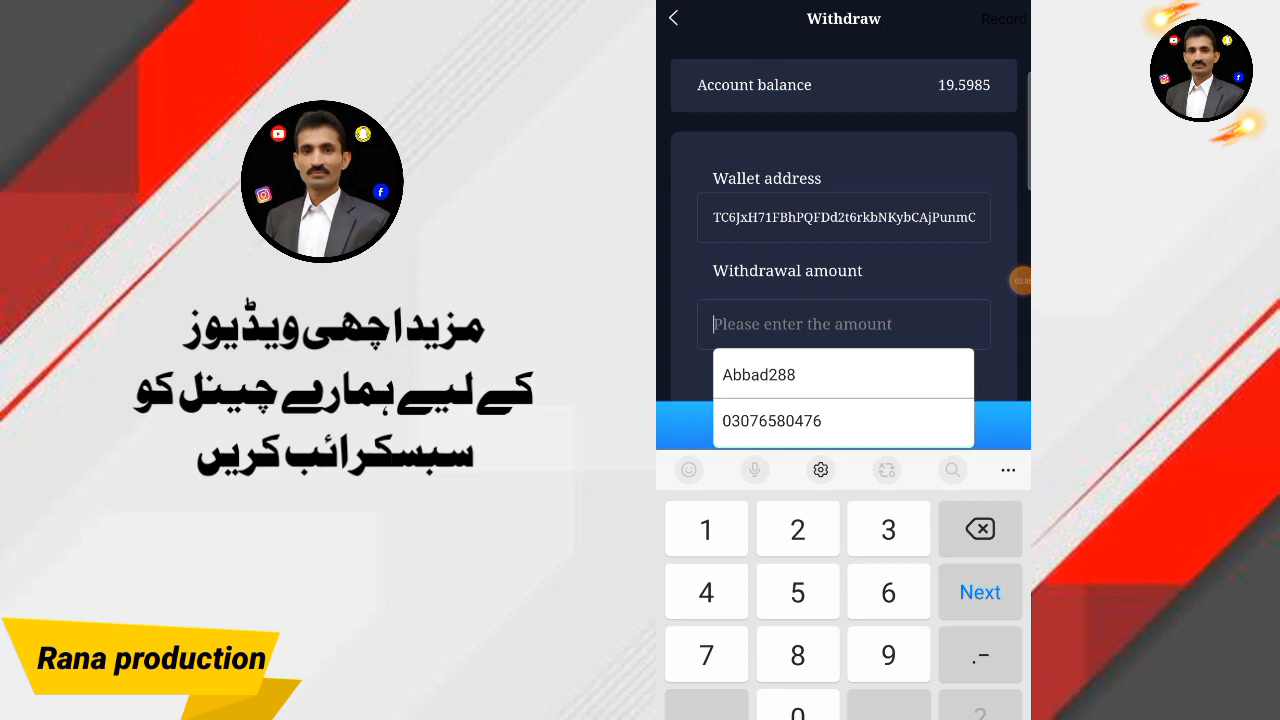 مزید اچھی ویڈیوز
کے لیے ہمارے چینل کو
سبسکرائب کریں
Rana production
Withdraw
Record
Account balance 19.5985
Wallet address
TC6JxH71FBhPQFDd2t6rkbNKybCAjPunmC
Withdrawal amount
02:06
Please enter the amount
Abbad288
03076580476
1 2 3
4 5 6 Next
7 8 9 .-
0